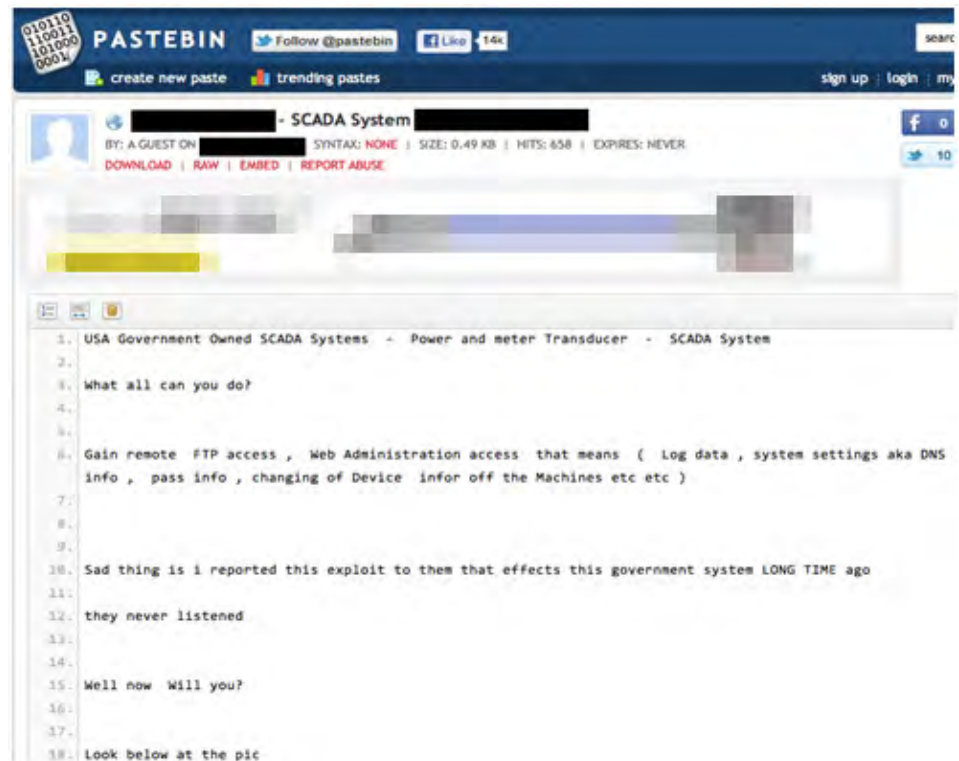 010110
110011
101000
0001
PASTEBIN
Follow @pastebin
Like
14k
searc
create new paste
trending pastes
sign up
login
my
- SCADA System
f 0
BY: A GUEST ON
SYNTAX: NONE | SIZE: 0.49 KB | HITS: 658 | EXPIRES: NEVER
10
DOWNLOAD | RAW | EMBED | REPORT ABUSE
1. USA Government Owned SCADA Systems - Power and meter Transducer - SCADA System
2.
3. What all can you do?
4.
5.
6. Gain remote FTP access , Web Administration access that means ( Log data , system settings aka DNS
info , pass info , changing of Device infor off the Machines etc etc )
7.
8.
9.
10. Sad thing is i reported this exploit to them that effects this government system LONG TIME ago
11.
12. they never listened
13.
14.
15. Well now Will you?
16.
17.
18. Look below at the pic